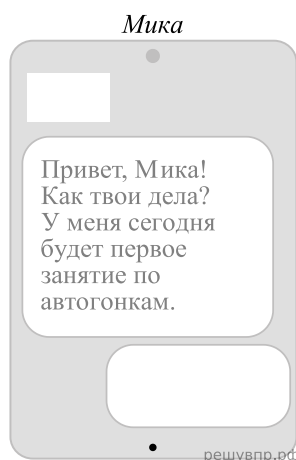 Мика
Привет, Мика!
Как твои дела?
У меня сегодня
будет первое
занятие по
автогонкам.
решувпр.рф